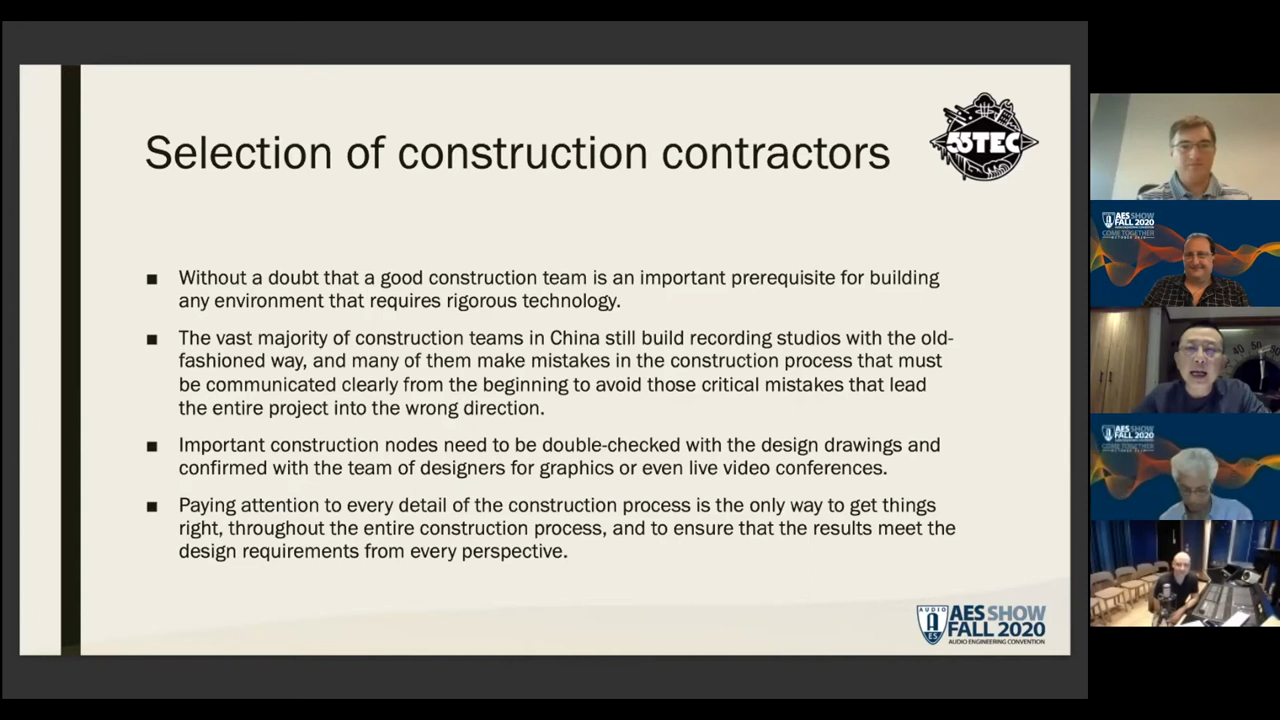 Selection of construction contractors
55TEC
■ Without a doubt that a good construction team is an important prerequisite for building
any environment that requires rigorous technology.
■ The vast majority of construction teams in China still build recording studios with the old-
fashioned way, and many of them make mistakes in the construction process that must
be communicated clearly from the beginning to avoid those critical mistakes that lead
the entire project into the wrong direction.
■ Important construction nodes need to be double-checked with the design drawings and
confirmed with the team of designers for graphics or even live video conferences.
■ Paying attention to every detail of the construction process is the only way to get things
right, throughout the entire construction process, and to ensure that the results meet the
design requirements from every perspective.
AUDIO
AES
AES SHOW
FALL 2020
AUDIO ENGINEERING CONVENTION
AES SHOW
FALL 2020
COME TOGETHER
40 50 60
AES SHOW
FALL 2020
COME TOGETHER